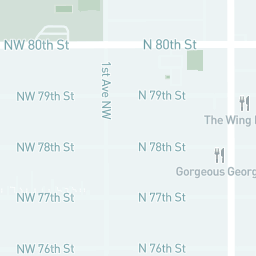 NW 80th St
N 80th St
1st Ave NW
NW 79th St
N 79th St
The Wing
NW 78th St
N 78th St
Gorgeous
NW 77th St
N 77th St
NW 76th St
N 76th St